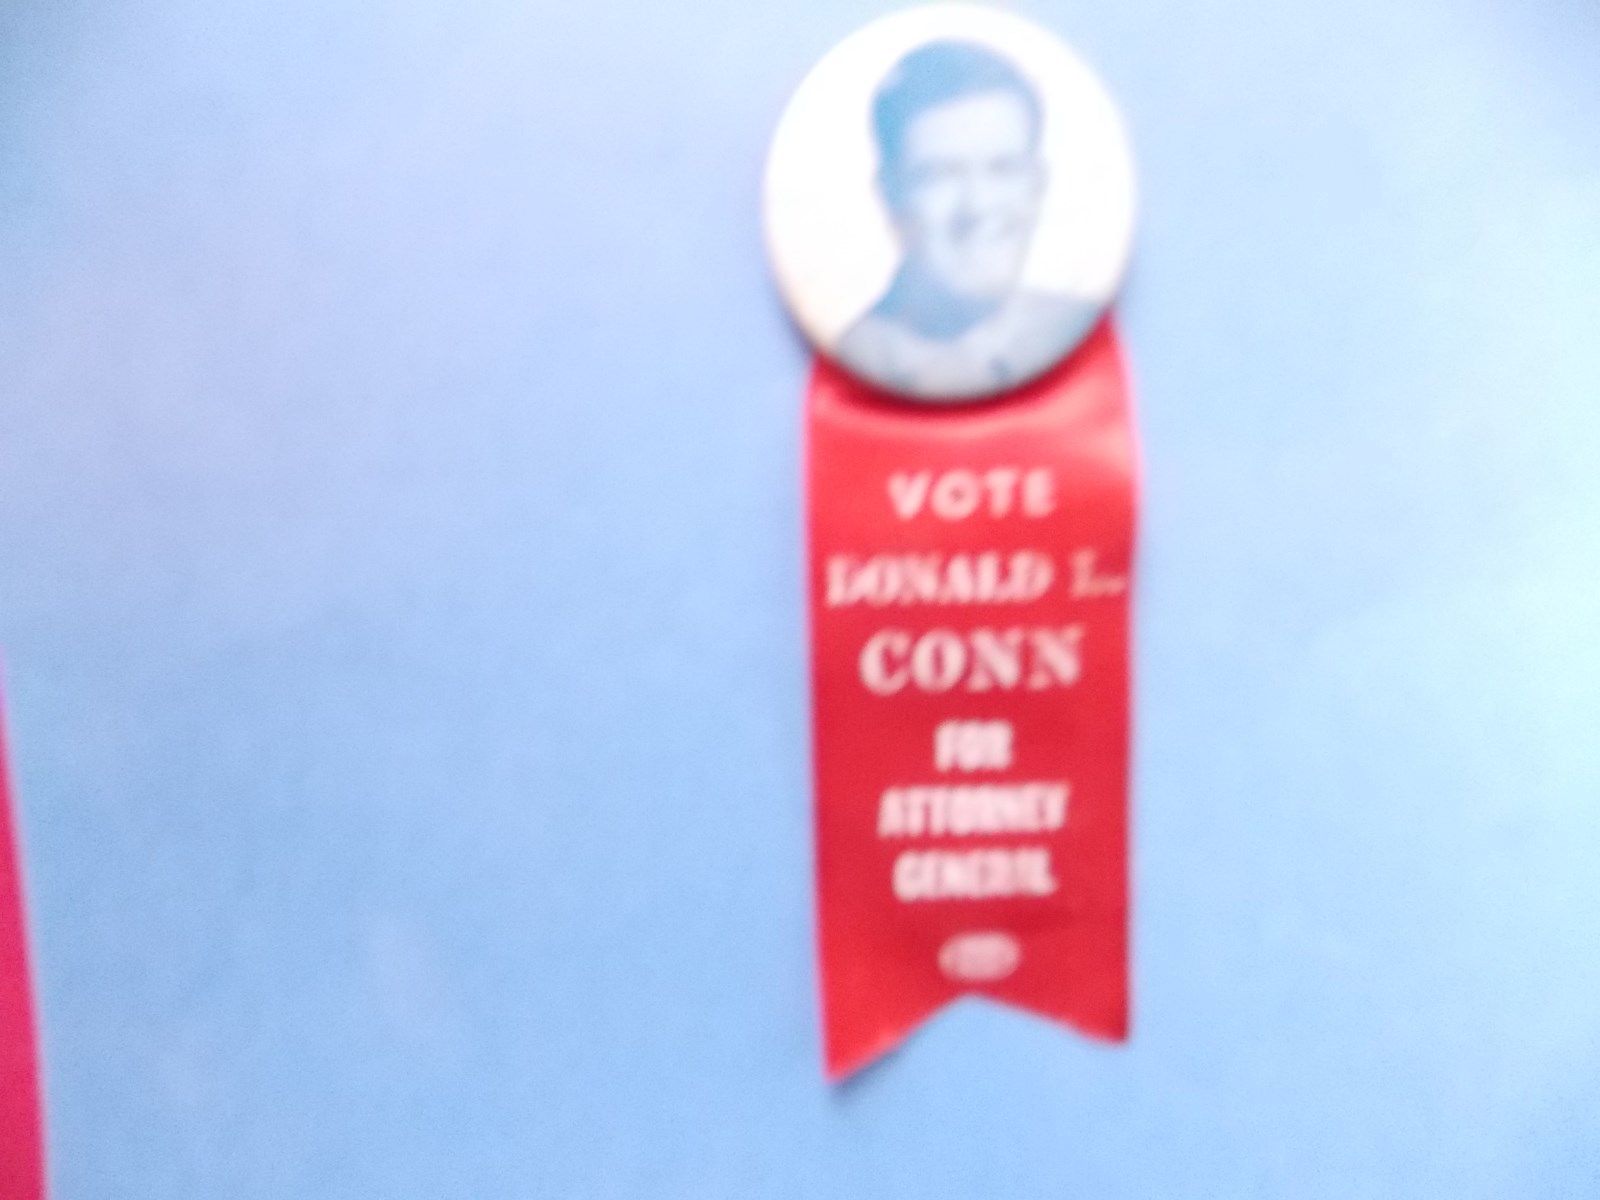 VOTE
DONALD L.
CONN
FOR
ATTORNEY
GENERAL